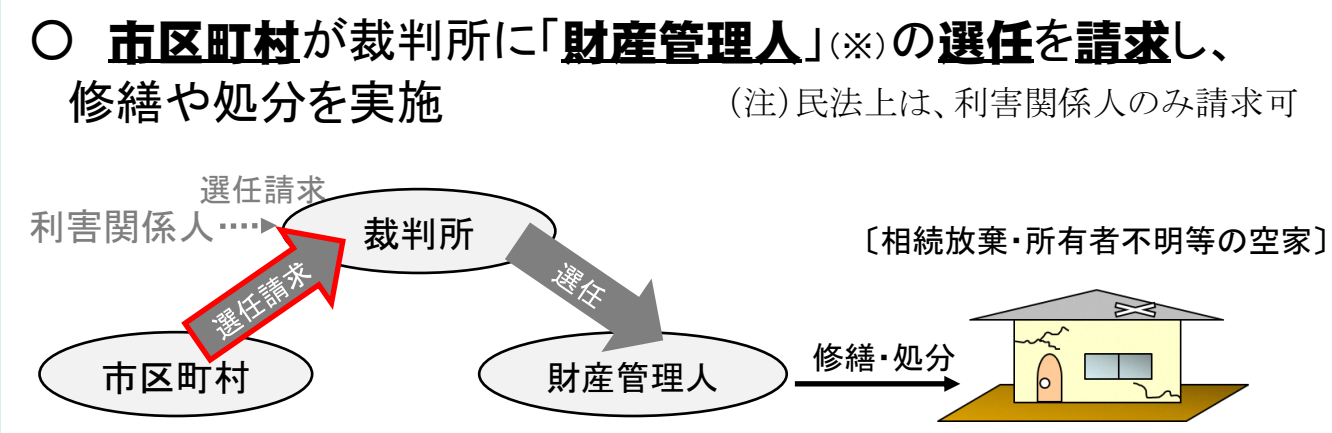 ○ 市区町村が裁判所に「財産管理人」(※)の選任を請求し、
修繕や処分を実施
(注)民法上は、利害関係人のみ請求可
選任請求
利害関係人
裁判所
〔相続放棄・所有者不明等の空家〕
選任請求
選任
市区町村
財産管理人
修繕・処分